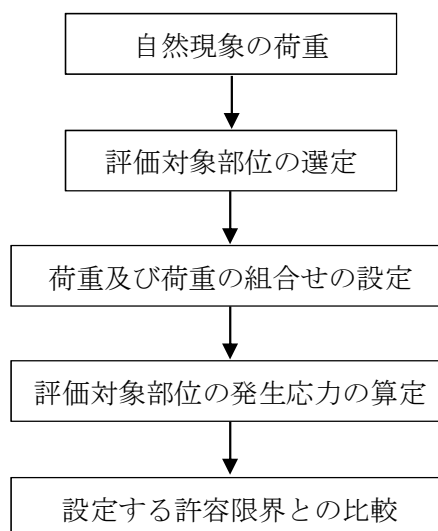 自然現象の荷重
評価対象部位の選定
荷重及び荷重の組合せの設定
評価対象部位の発生応力の算定
設定する許容限界との比較